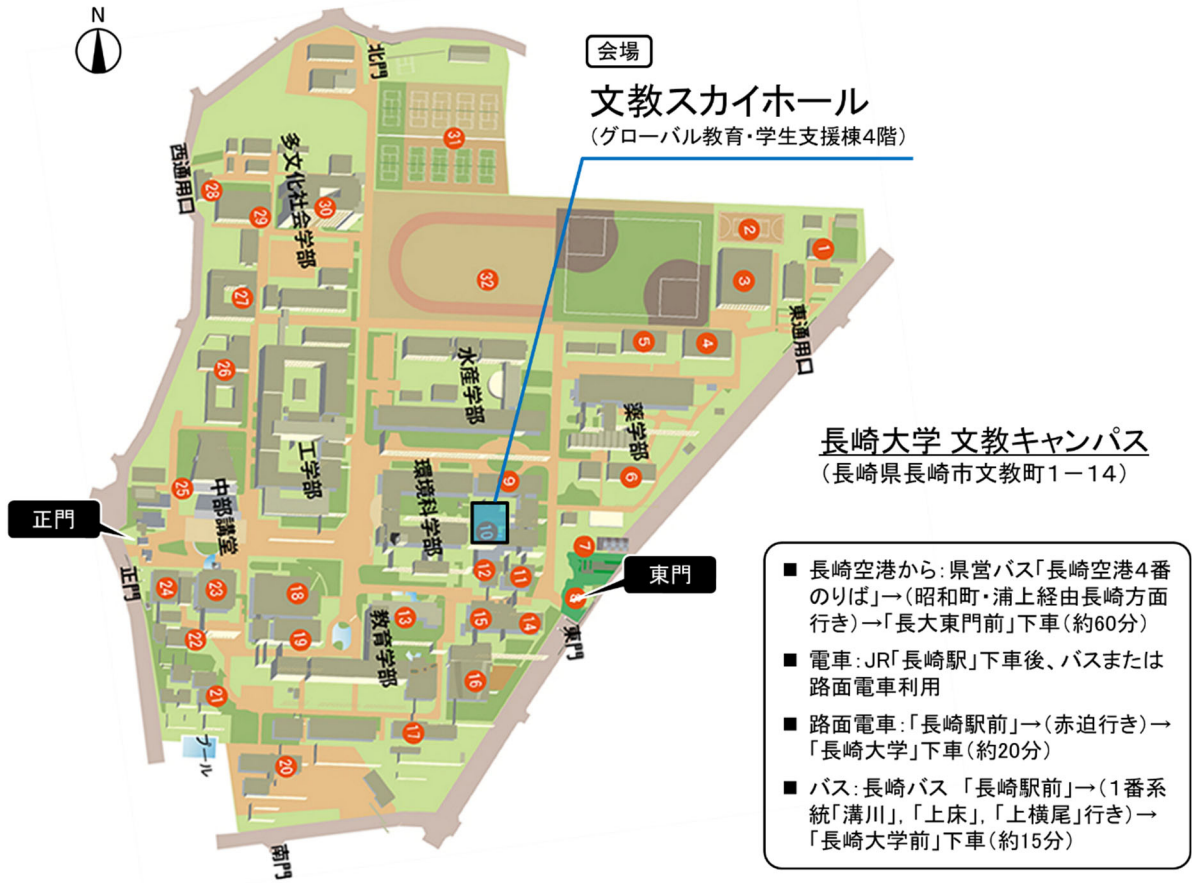 N
会場
文教スカイホール
(グローバル教育・学生支援棟4階)
北門
31
多文化社会学部
西通用口
28
29
30
2
1
32
3
27
東通用口
5
4
水産学部
26
薬学部
長崎大学 文教キャンパス
(長崎県長崎市文教町1-14)
工学部
環境科学部
9
6
25
中部講堂
10
正門
7
12
11
東門
正門
24
23
18
13
15
14
東門
22
19
教育学部
16
21
17
プール
20
南門
■ 長崎空港から:県営バス「長崎空港4番
のりば」→(昭和町・浦上経由長崎方面
行き)→「長大東門前」下車(約60分)
■ 電車:JR「長崎駅」下車後、バスまたは
路面電車利用
■ 路面電車:「長崎駅前」→(赤迫行き)→
「長崎大学」下車(約20分)
■ バス:長崎バス 「長崎駅前」→(1番系
統「溝川」,「上床」,「上横尾」行き)→
「長崎大学前」下車(約15分)